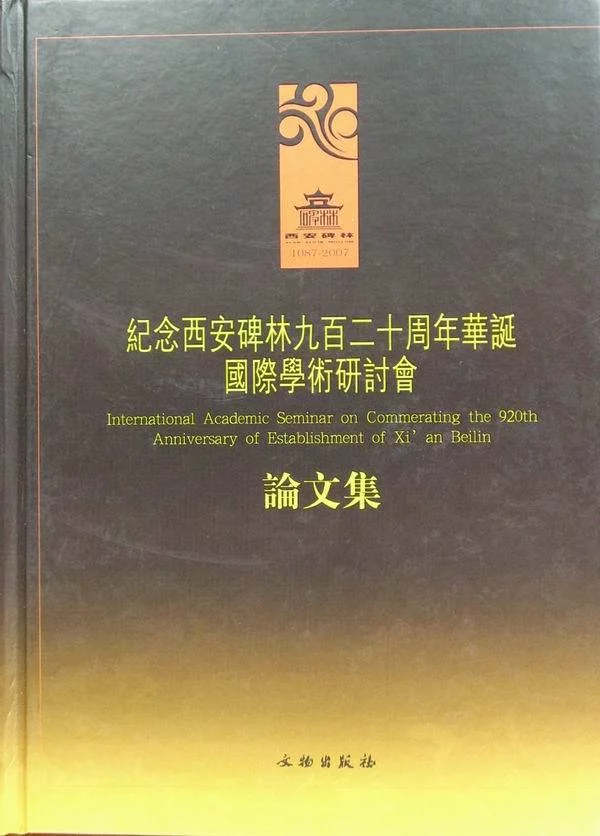 西安碑林
1087-2007
紀念西安碑林九百二十周年華誕
國際學術研討會
International Academic Seminar on Commerating the 920th
Anniversary of Establishment of Xi' an Beilin
論文集
文物出版社